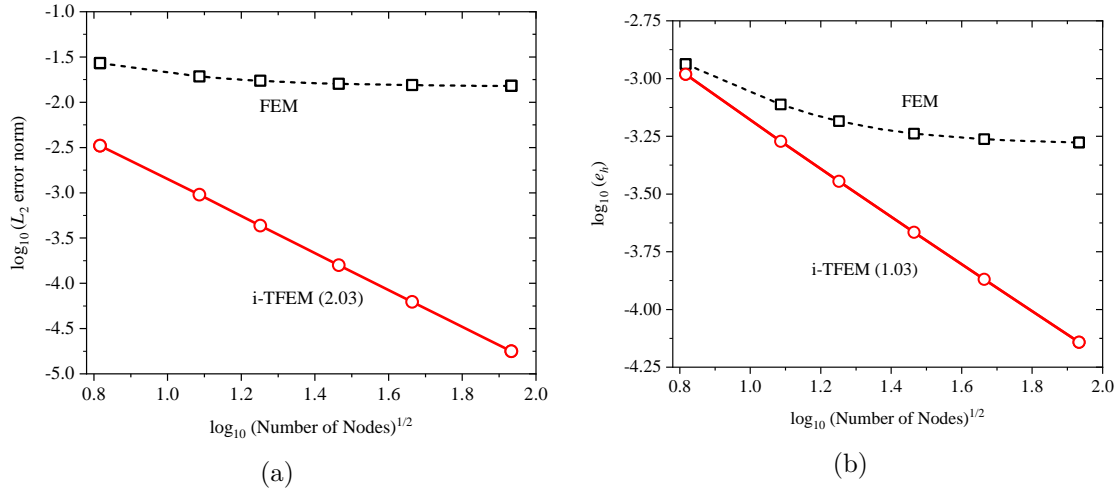 -1.0
-1.5
-2.0
-2.5
-3.0
-3.5
-4.0
-4.5
-5.0
log₁₀(L₂ error norm)
FEM
i-TFEM (2.03)
0.8 1.0 1.2 1.4 1.6 1.8 2.0
log₁₀ (Number of Nodes)^1/2
(a)
-2.75
-3.00
-3.25
-3.50
-3.75
-4.00
-4.25
log₁₀(eₕ)
FEM
i-TFEM (1.03)
0.8 1.0 1.2 1.4 1.6 1.8 2.0
log₁₀ (Number of Nodes)^1/2
(b)